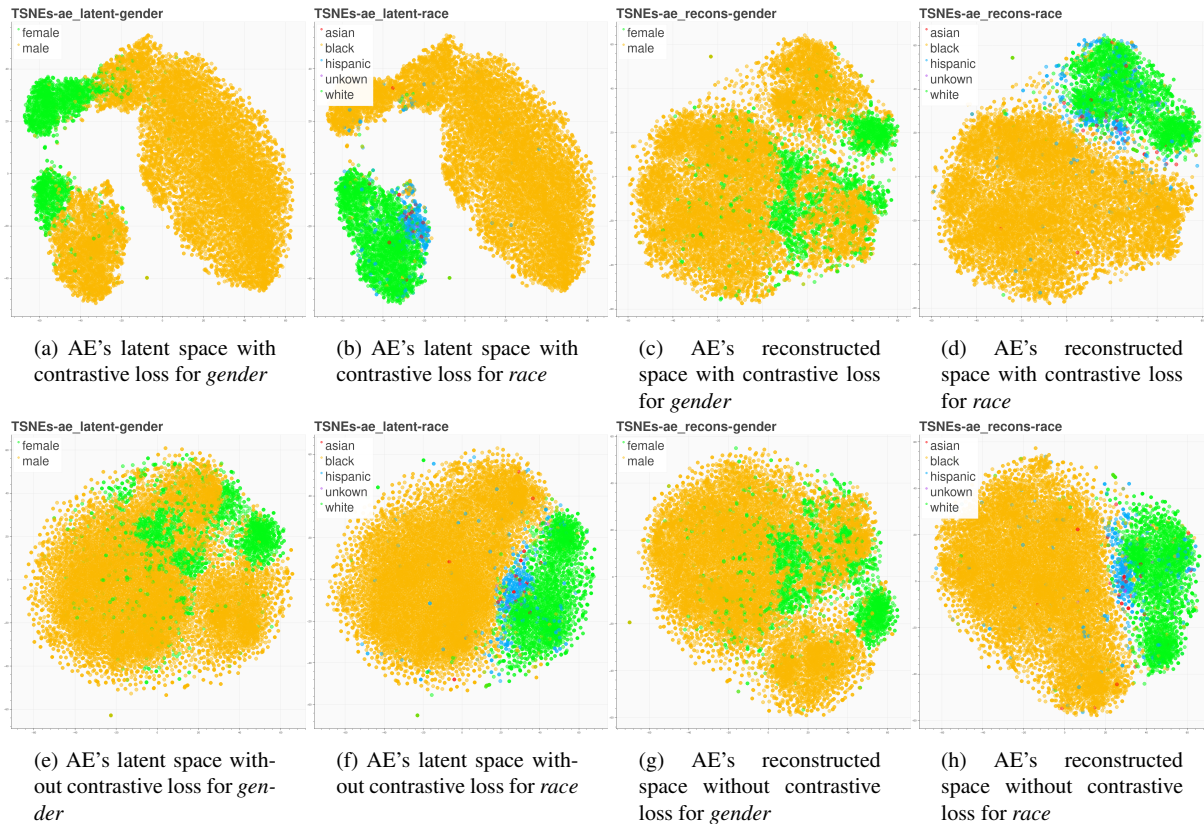 TSNEs-ae_latent-gender
female
male
TSNEs-ae_latent-race
asian
black
hispanic
unkown
white
TSNEs-ae_recons-gender
female
male
TSNEs-ae_recons-race
asian
black
hispanic
unkown
white
(a) AE's latent space with
contrastive loss for gender
(b) AE's latent space with
contrastive loss for race
(c) AE's reconstructed
space with contrastive loss
for gender
(d) AE's reconstructed
space with contrastive loss
for race
TSNEs-ae_latent-gender
female
male
TSNEs-ae_latent-race
asian
black
hispanic
unkown
white
TSNEs-ae_recons-gender
female
male
TSNEs-ae_recons-race
asian
black
hispanic
unkown
white
(e) AE's latent space with-
out contrastive loss for gen-
der
(f) AE's latent space with-
out contrastive loss for race
(g) AE's reconstructed
space without contrastive
loss for gender
(h) AE's reconstructed
space without contrastive
loss for race